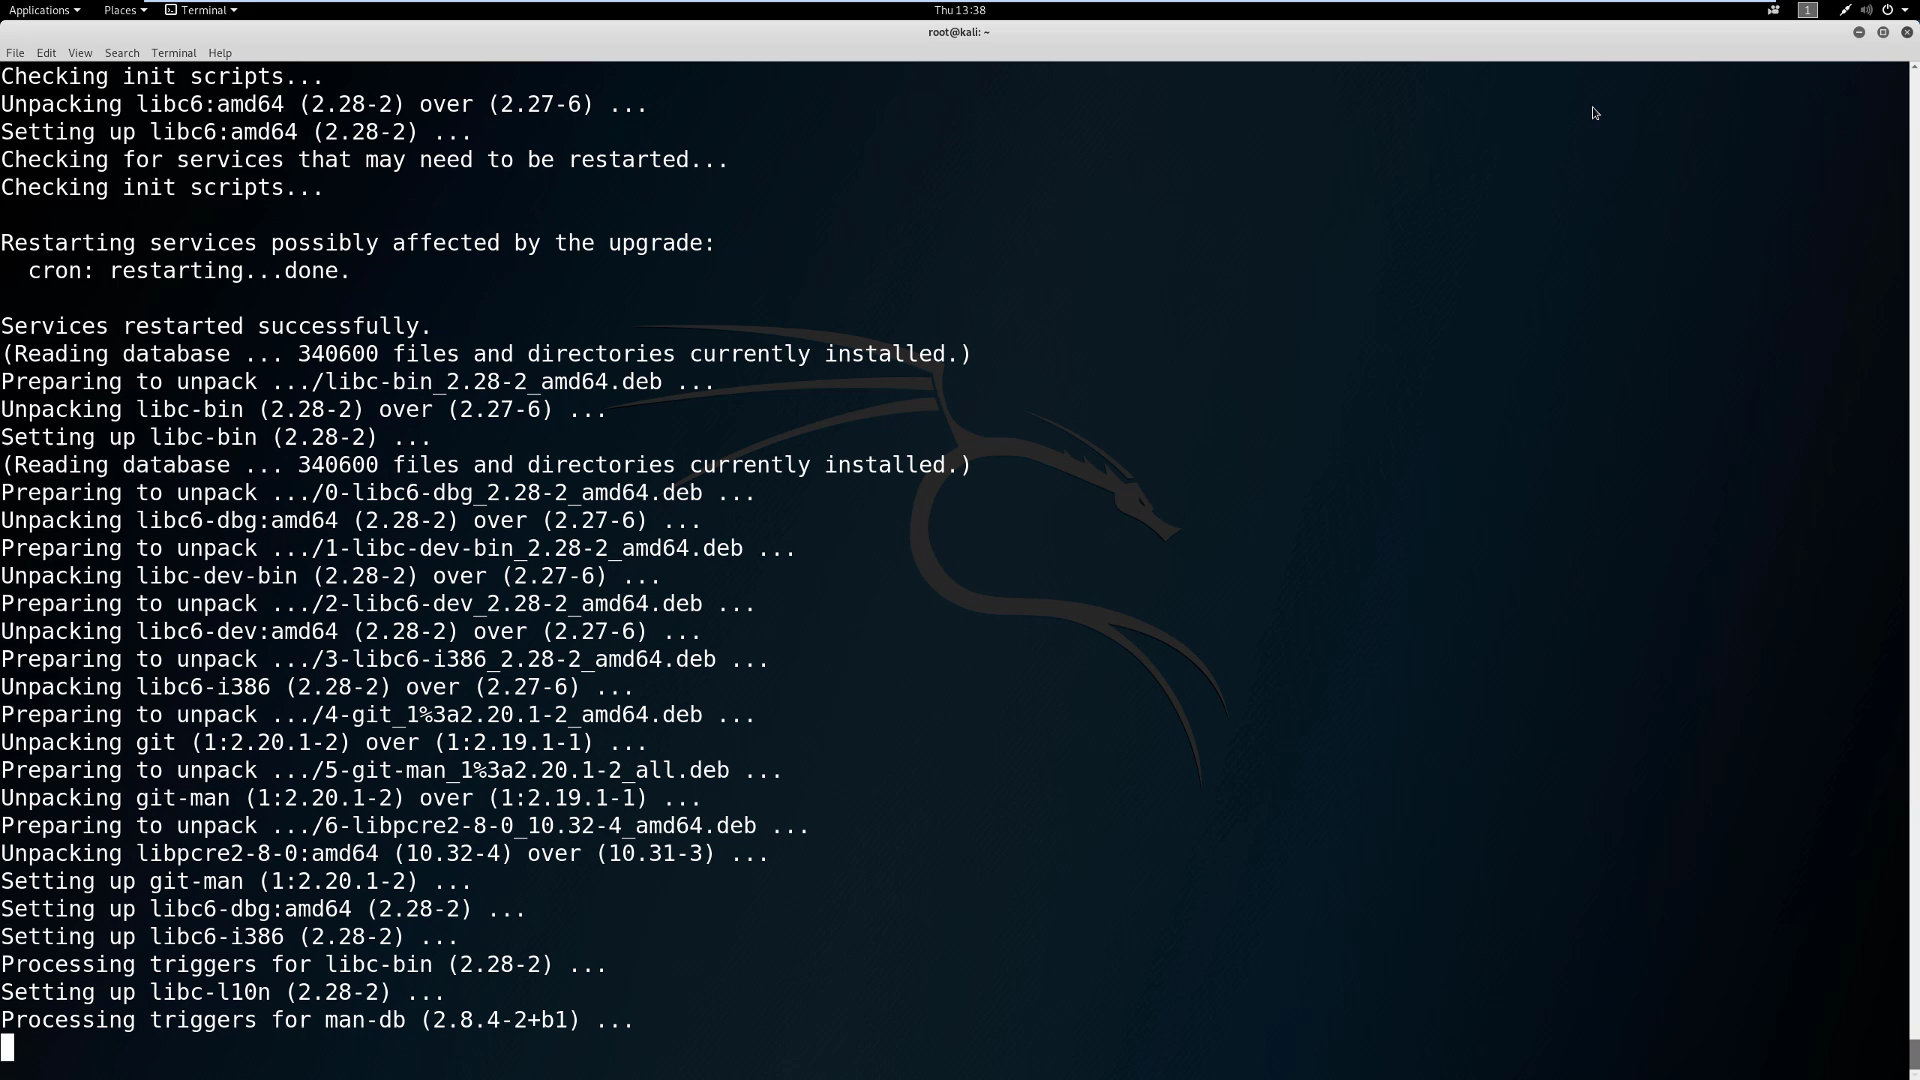 Applications Places Terminal Thu 13:38 1
root@kali: ~
File Edit View Search Terminal Help
Checking init scripts...
Unpacking libc6:amd64 (2.28-2) over (2.27-6) ...
Setting up libc6:amd64 (2.28-2) ...
Checking for services that may need to be restarted...
Checking init scripts...
Restarting services possibly affected by the upgrade:
cron: restarting...done.
Services restarted successfully.
(Reading database ... 340600 files and directories currently installed.)
Preparing to unpack .../libc-bin_2.28-2_amd64.deb ...
Unpacking libc-bin (2.28-2) over (2.27-6) ...
Setting up libc-bin (2.28-2) ...
(Reading database ... 340600 files and directories currently installed.)
Preparing to unpack .../0-libc6-dbg_2.28-2_amd64.deb ...
Unpacking libc6-dbg:amd64 (2.28-2) over (2.27-6) ...
Preparing to unpack .../1-libc-dev-bin_2.28-2_amd64.deb ...
Unpacking libc-dev-bin (2.28-2) over (2.27-6) ...
Preparing to unpack .../2-libc6-dev_2.28-2_amd64.deb ...
Unpacking libc6-dev:amd64 (2.28-2) over (2.27-6) ...
Preparing to unpack .../3-libc6-i386_2.28-2_amd64.deb ...
Unpacking libc6-i386 (2.28-2) over (2.27-6) ...
Preparing to unpack .../4-git_1%3a2.20.1-2_amd64.deb ...
Unpacking git (1:2.20.1-2) over (1:2.19.1-1) ...
Preparing to unpack .../5-git-man_1%3a2.20.1-2_all.deb ...
Unpacking git-man (1:2.20.1-2) over (1:2.19.1-1) ...
Preparing to unpack .../6-libpcre2-8-0_10.32-4_amd64.deb ...
Unpacking libpcre2-8-0:amd64 (10.32-4) over (10.31-3) ...
Setting up git-man (1:2.20.1-2) ...
Setting up libc6-dbg:amd64 (2.28-2) ...
Setting up libc6-i386 (2.28-2) ...
Processing triggers for libc-bin (2.28-2) ...
Setting up libc-l10n (2.28-2) ...
Processing triggers for man-db (2.8.4-2+b1) ...